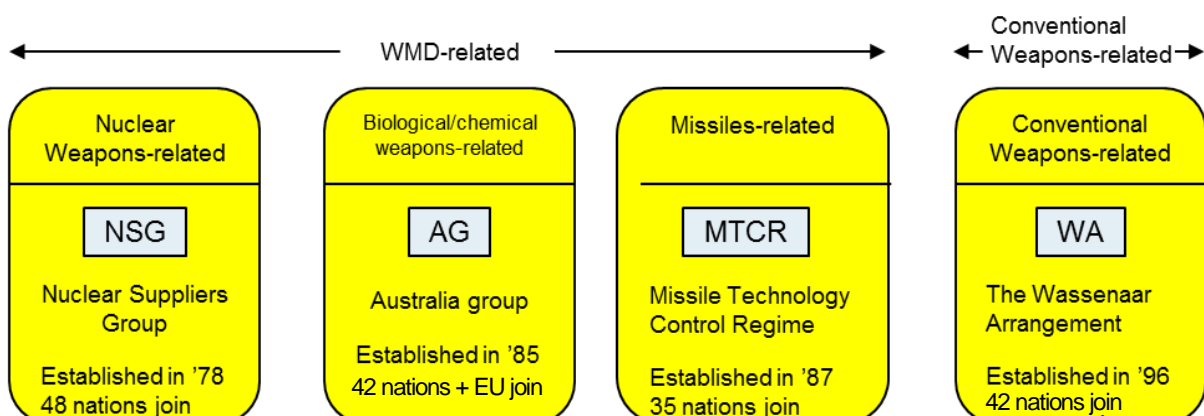 WMD-related
Conventional
Weapons-related
Nuclear
Weapons-related
NSG
Nuclear Suppliers
Group
Established in ’78
48 nations join
Biological/chemical
weapons-related
AG
Australia group
Established in ’85
42 nations + EU join
Missiles-related
MTCR
Missile Technology
Control Regime
Established in ’87
35 nations join
Conventional
Weapons-related
WA
The Wassenaar
Arrangement
Established in ’96
42 nations join